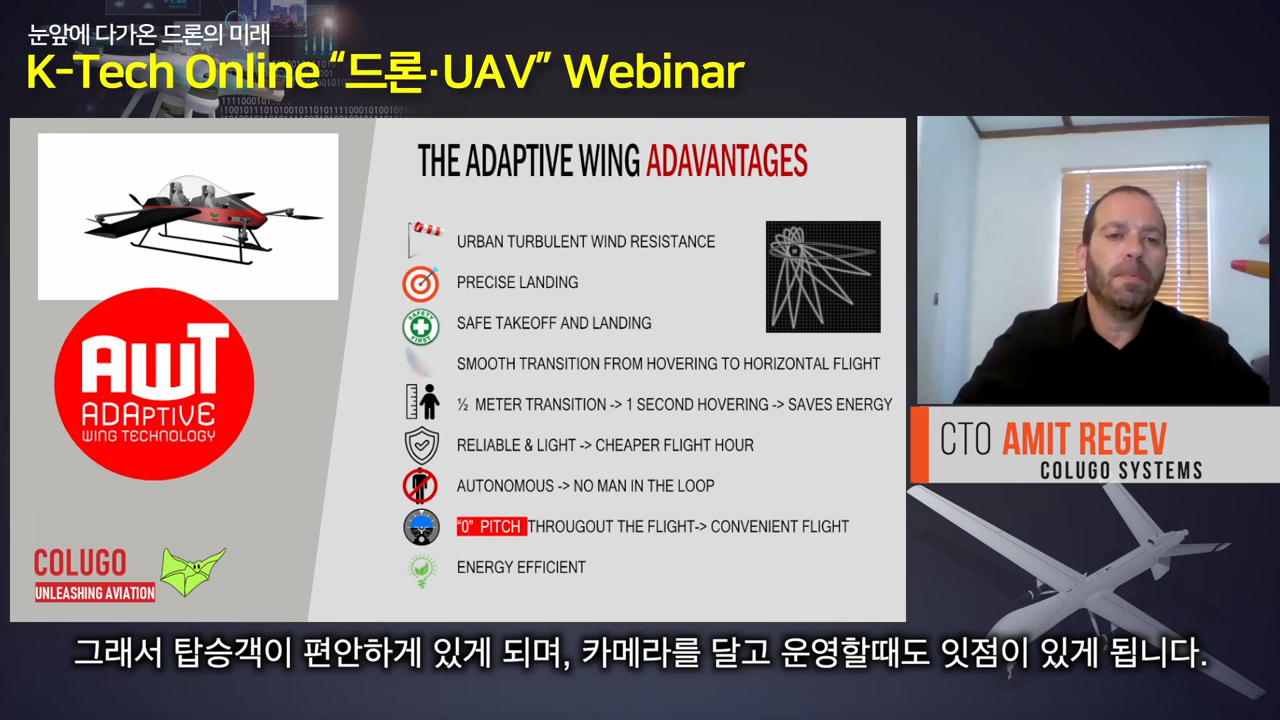 눈앞에 다가온 드론의 미래
K-Tech Online “드론·UAV” Webinar
1111000101
THE ADAPTIVE WING ADAVANTAGES
URBAN TURBULENT WIND RESISTANCE
PRECISE LANDING
SAFETY FIRST
SAFE TAKEOFF AND LANDING
SMOOTH TRANSITION FROM HOVERING TO HORIZONTAL FLIGHT
½ METER TRANSITION -> 1 SECOND HOVERING -> SAVES ENERGY
RELIABLE & LIGHT -> CHEAPER FLIGHT HOUR
AUTONOMOUS -> NO MAN IN THE LOOP
“0” PITCH THROUGOUT THE FLIGHT-> CONVENIENT FLIGHT
ENERGY EFFICIENT
AWT
ADAPTIVE
WING TECHNOLOGY
COLUGO
UNLEASHING AVIATION
CTO AMIT REGEV
COLUGO SYSTEMS
그래서 탑승객이 편안하게 있게 되며, 카메라를 달고 운영할때도 잇점이 있게 됩니다.